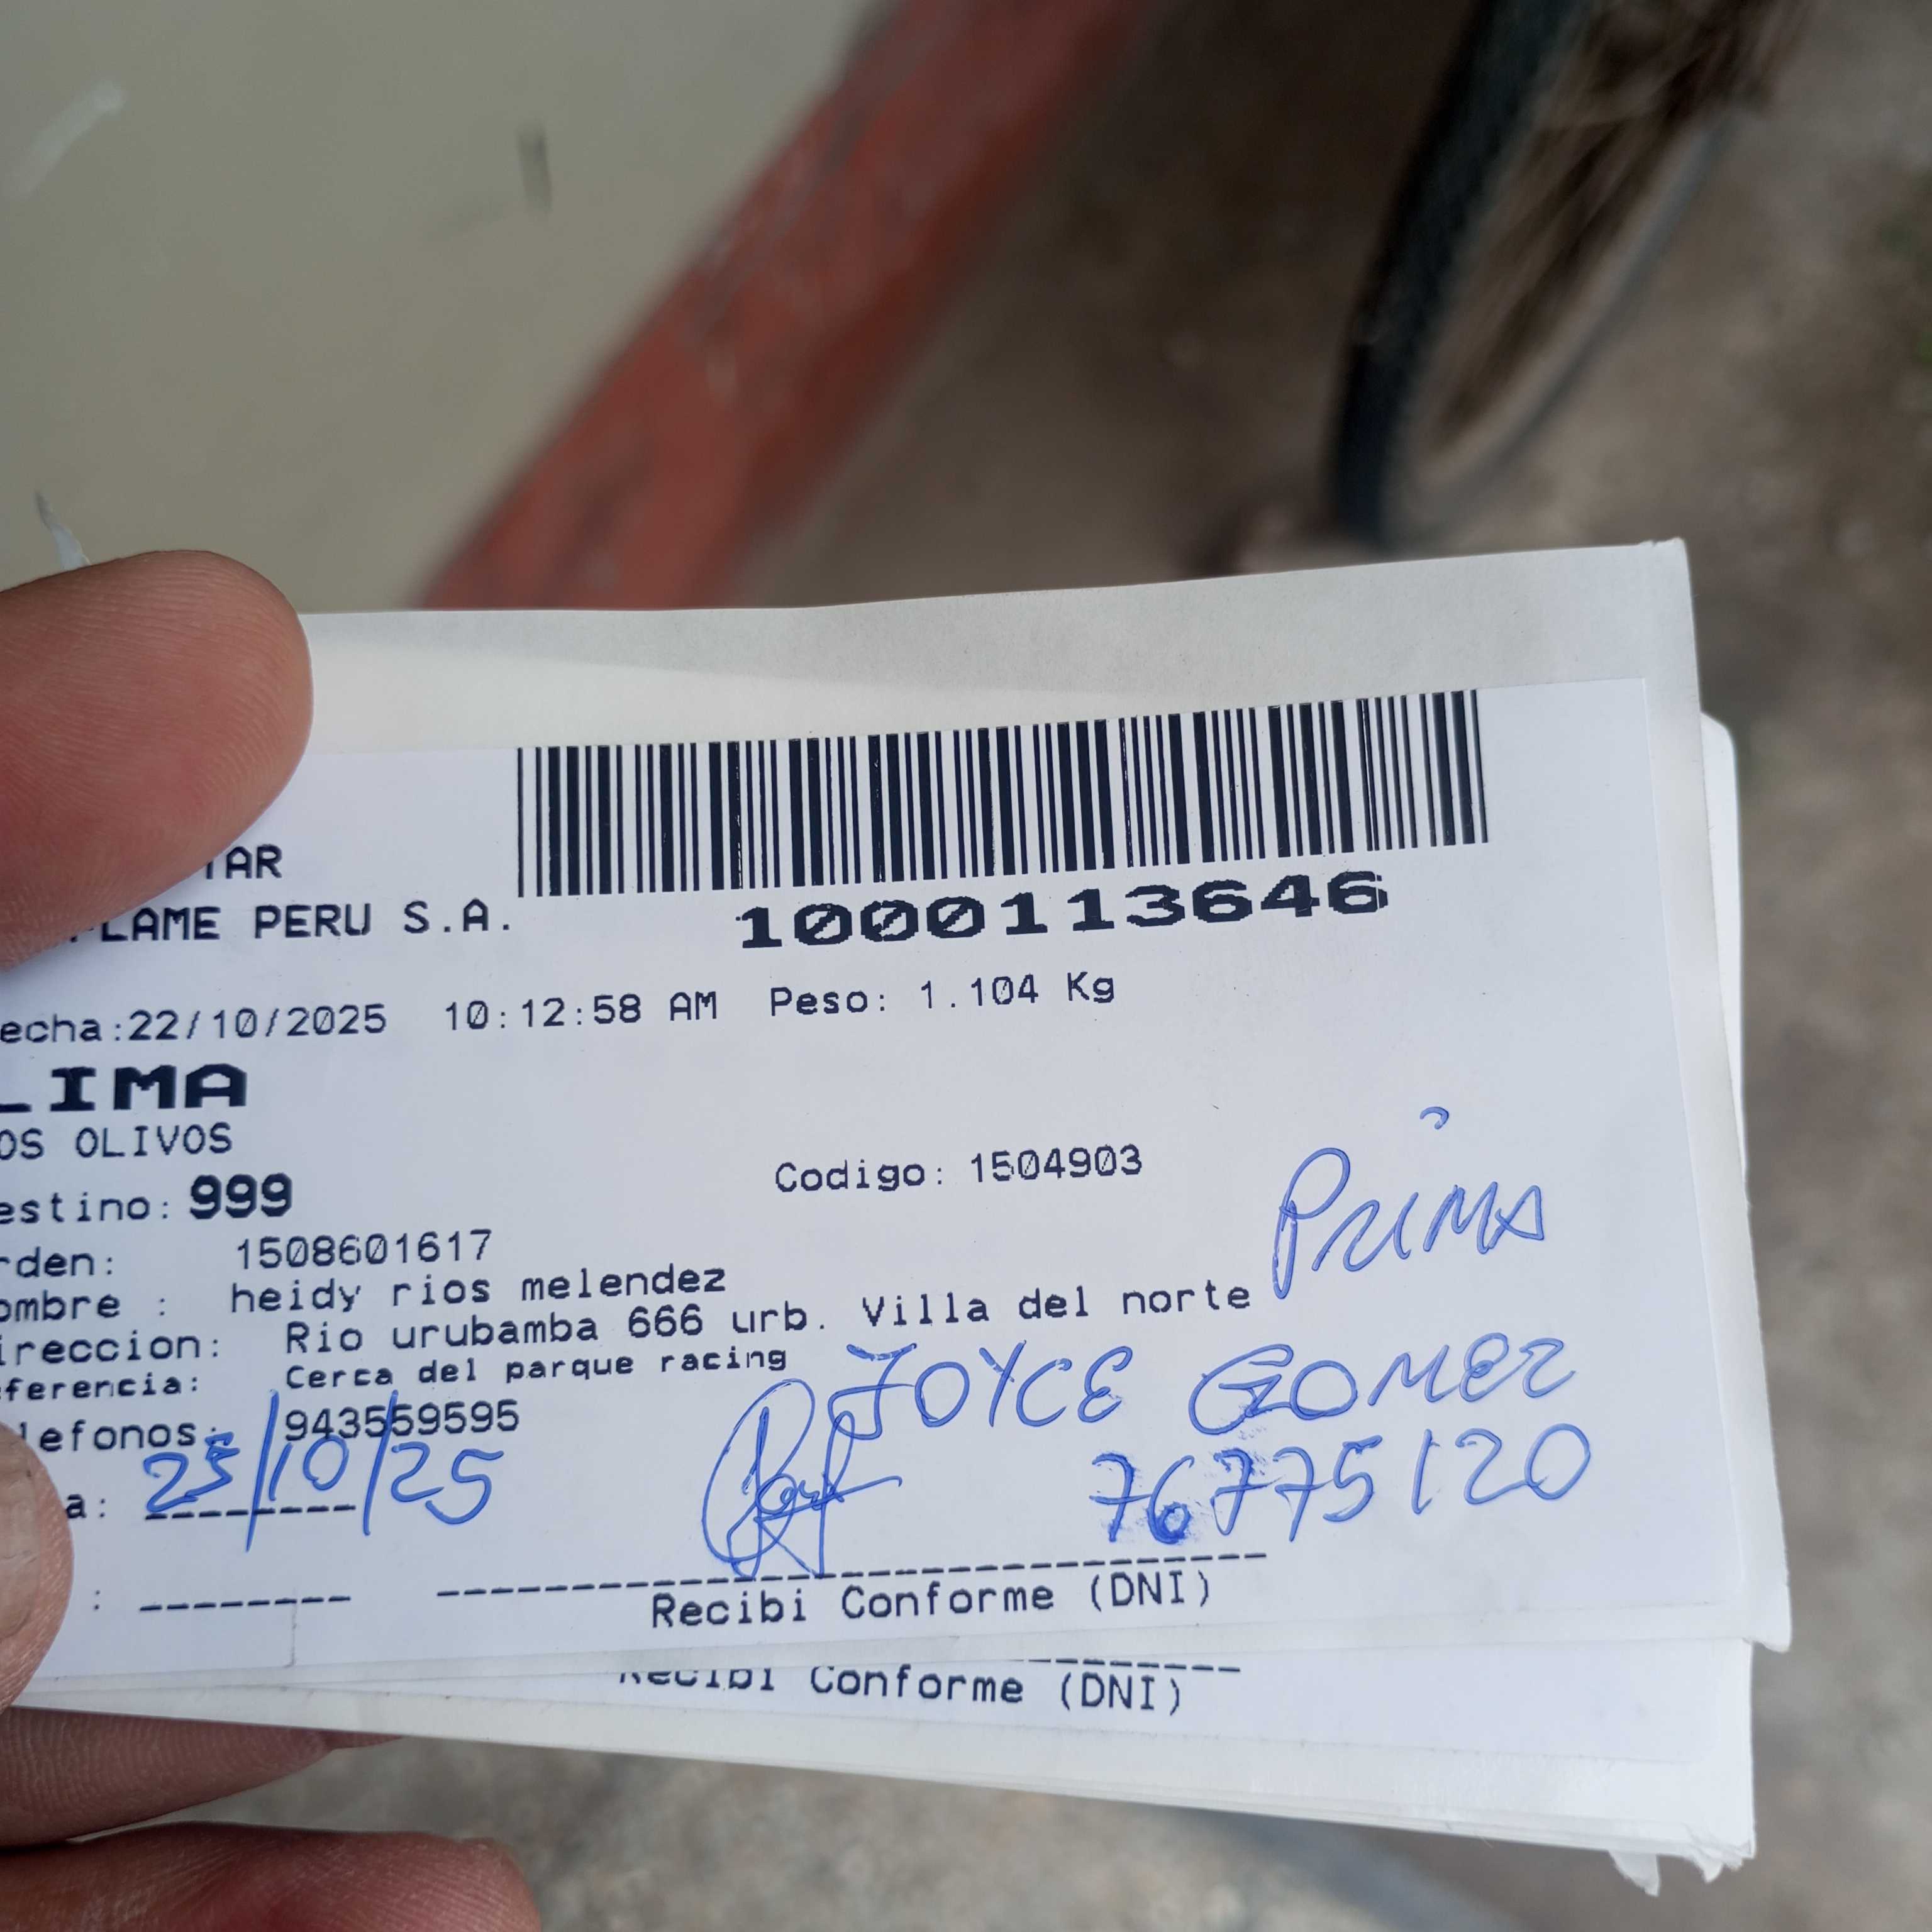 TAR
FLAME PERU S.A.
1000113646
echa:22/10/2025 10:12:58 AM Peso: 1.104 Kg
LIMA
OS OLIVOS
Codigo: 1504903
estino: 999
PRIMA
rden: 1508601617
ombre : heidy rios melendez
ireccion: Rio urubamba 666 urb. Villa del norte
ferencia: Cerca del parque racing
JOYCE GOMEZ
lefonos: 943559595
a: 25/10/25
76775120
:
Recibi Conforme (DNI)
Recibi Conforme (DNI)